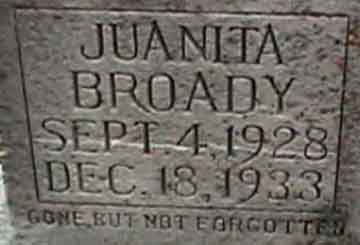 JUANITA
BROADY
SEPT. 4, 1928
DEC. 18, 1933
GONE, BUT NOT FORGOTTEN